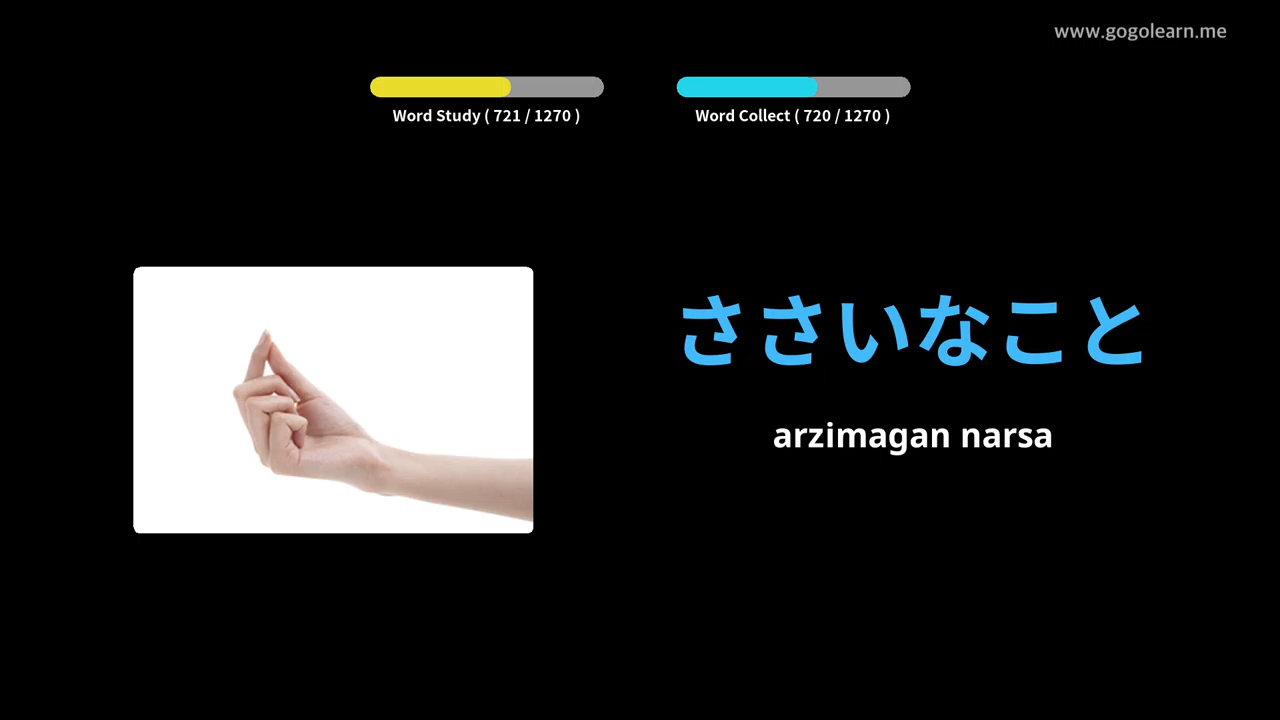 www.gogolearn.me
Word Study ( 721 / 1270 )
Word Collect ( 720 / 1270 )
ささいなこと
arzimagan narsa